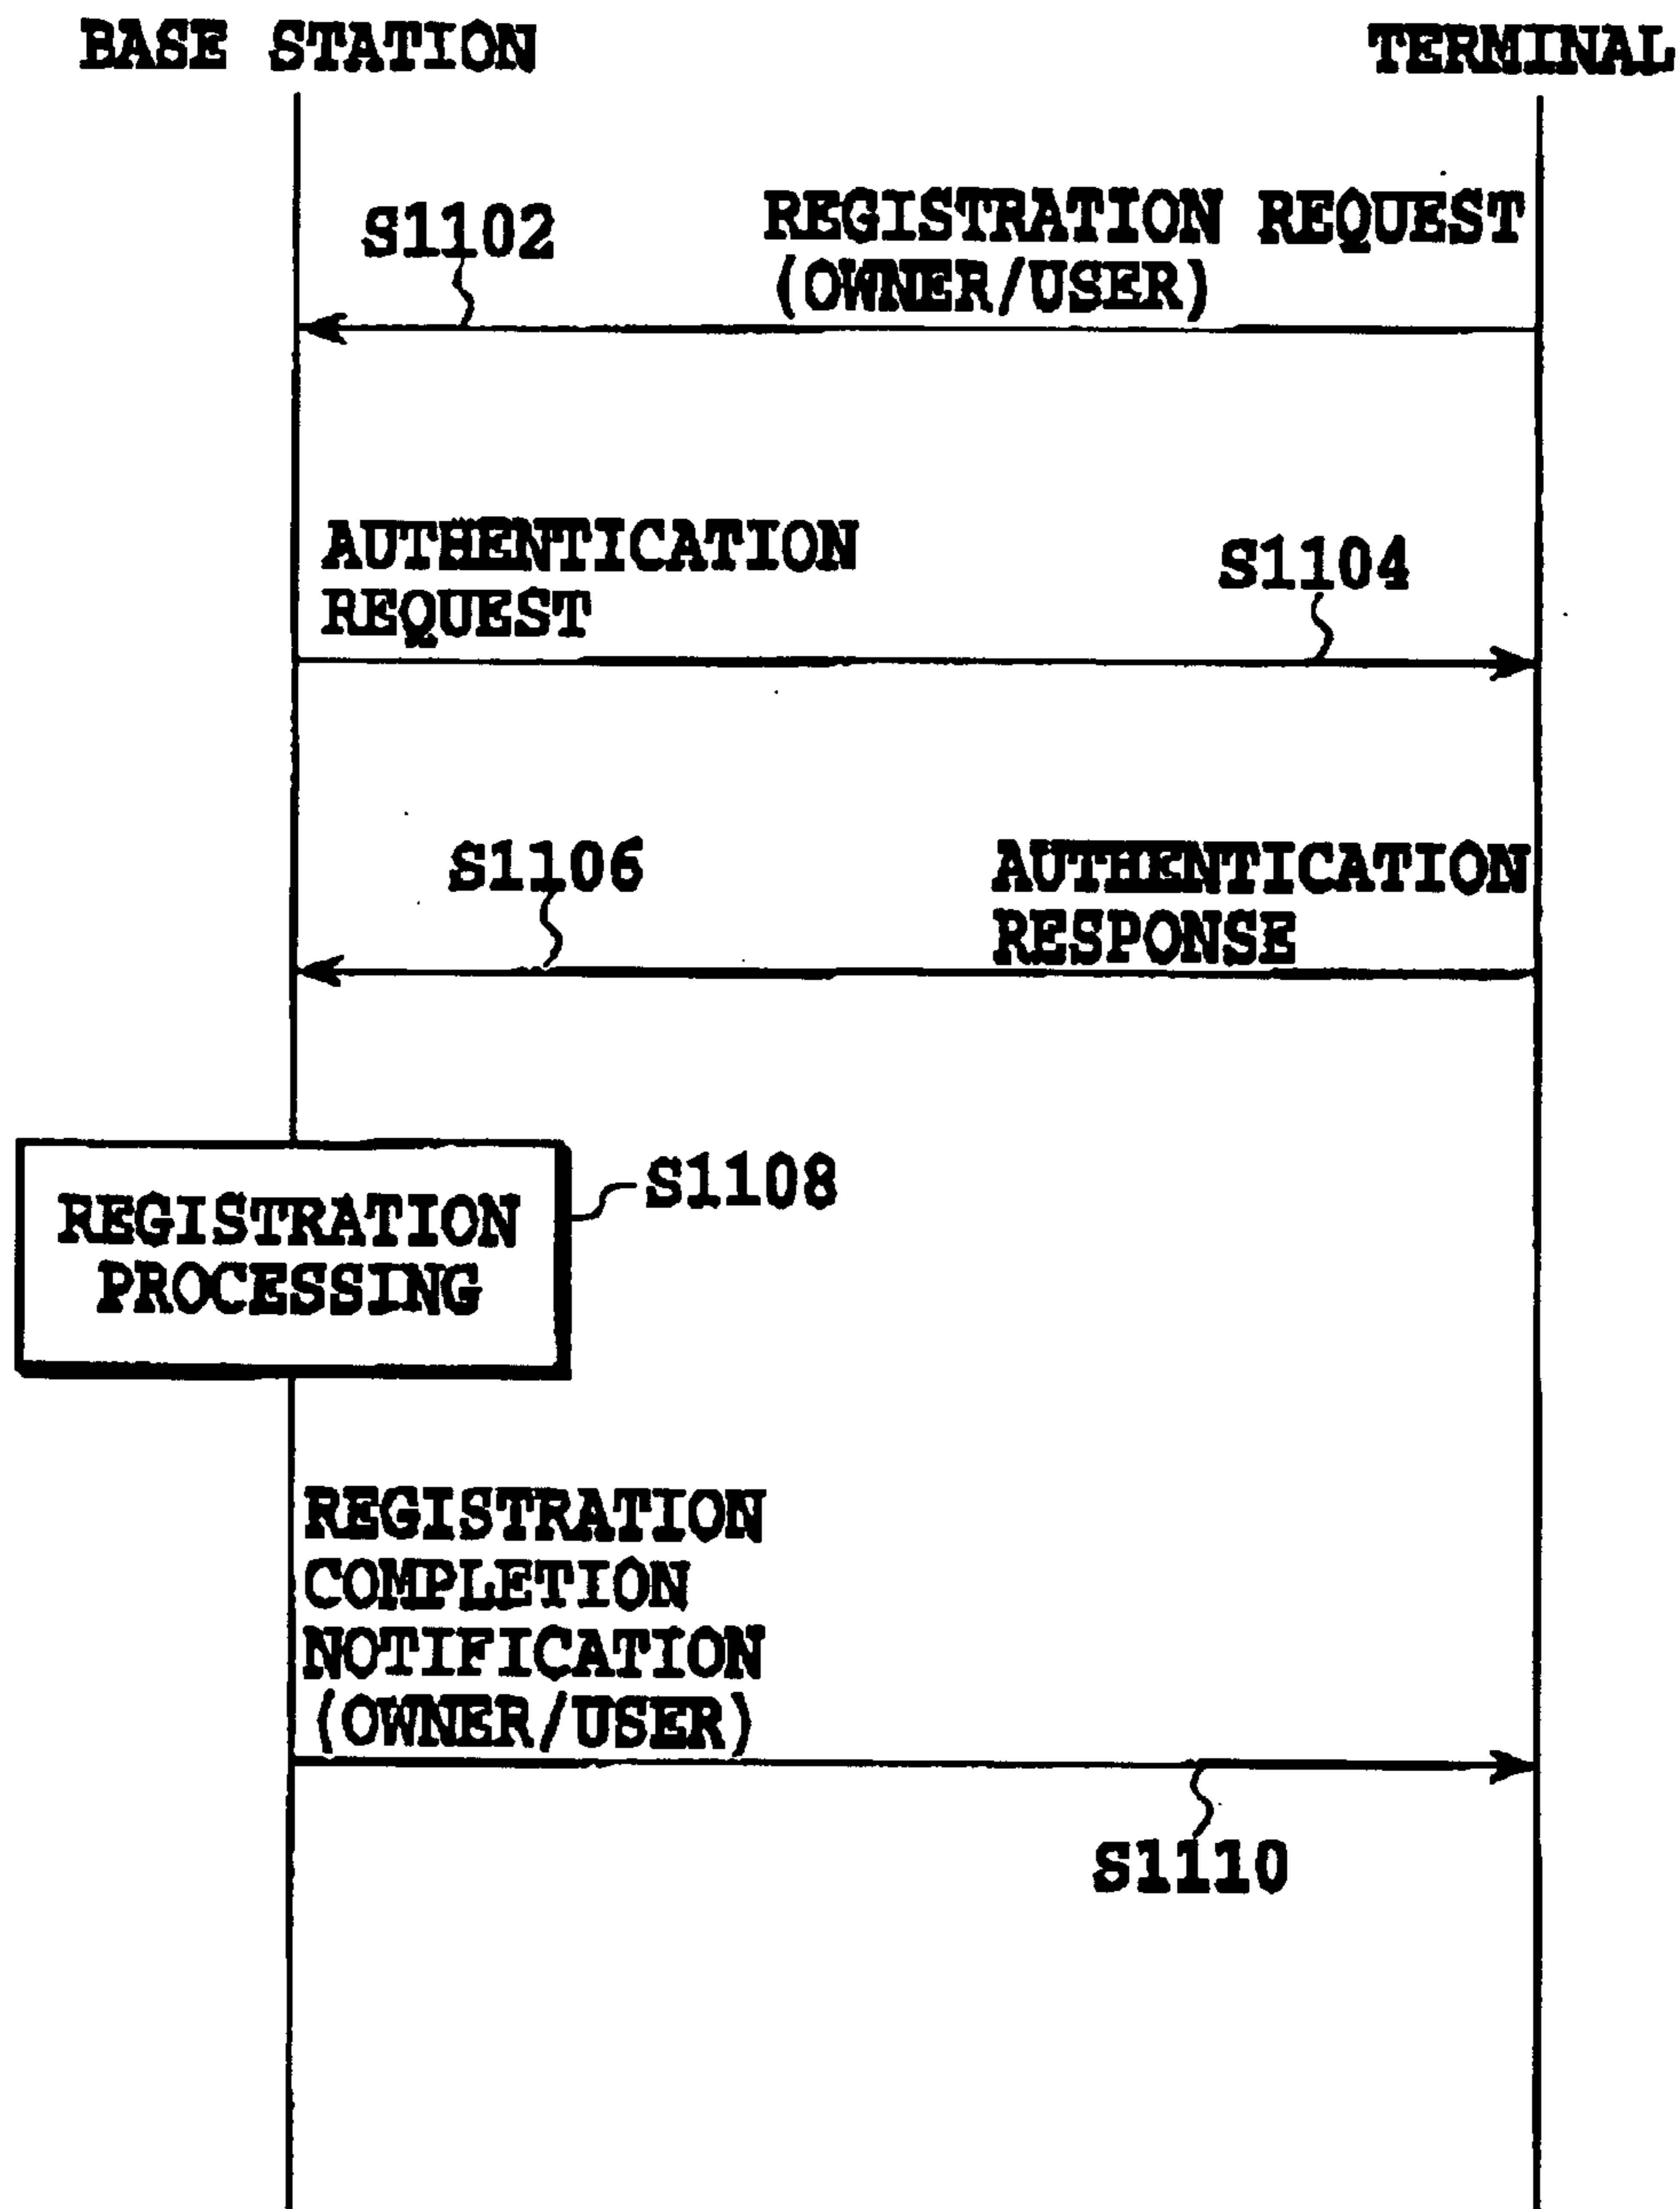 BASE STATION
TERMINAL
S1102
REGISTRATION REQUEST
(OWNER/USER)
AUTHENTICATION
REQUEST
S1104
S1106
AUTHENTICATION
RESPONSE
REGISTRATION
PROCESSING
S1108
REGISTRATION
COMPLETION
NOTIFICATION
(OWNER/USER)
S1110